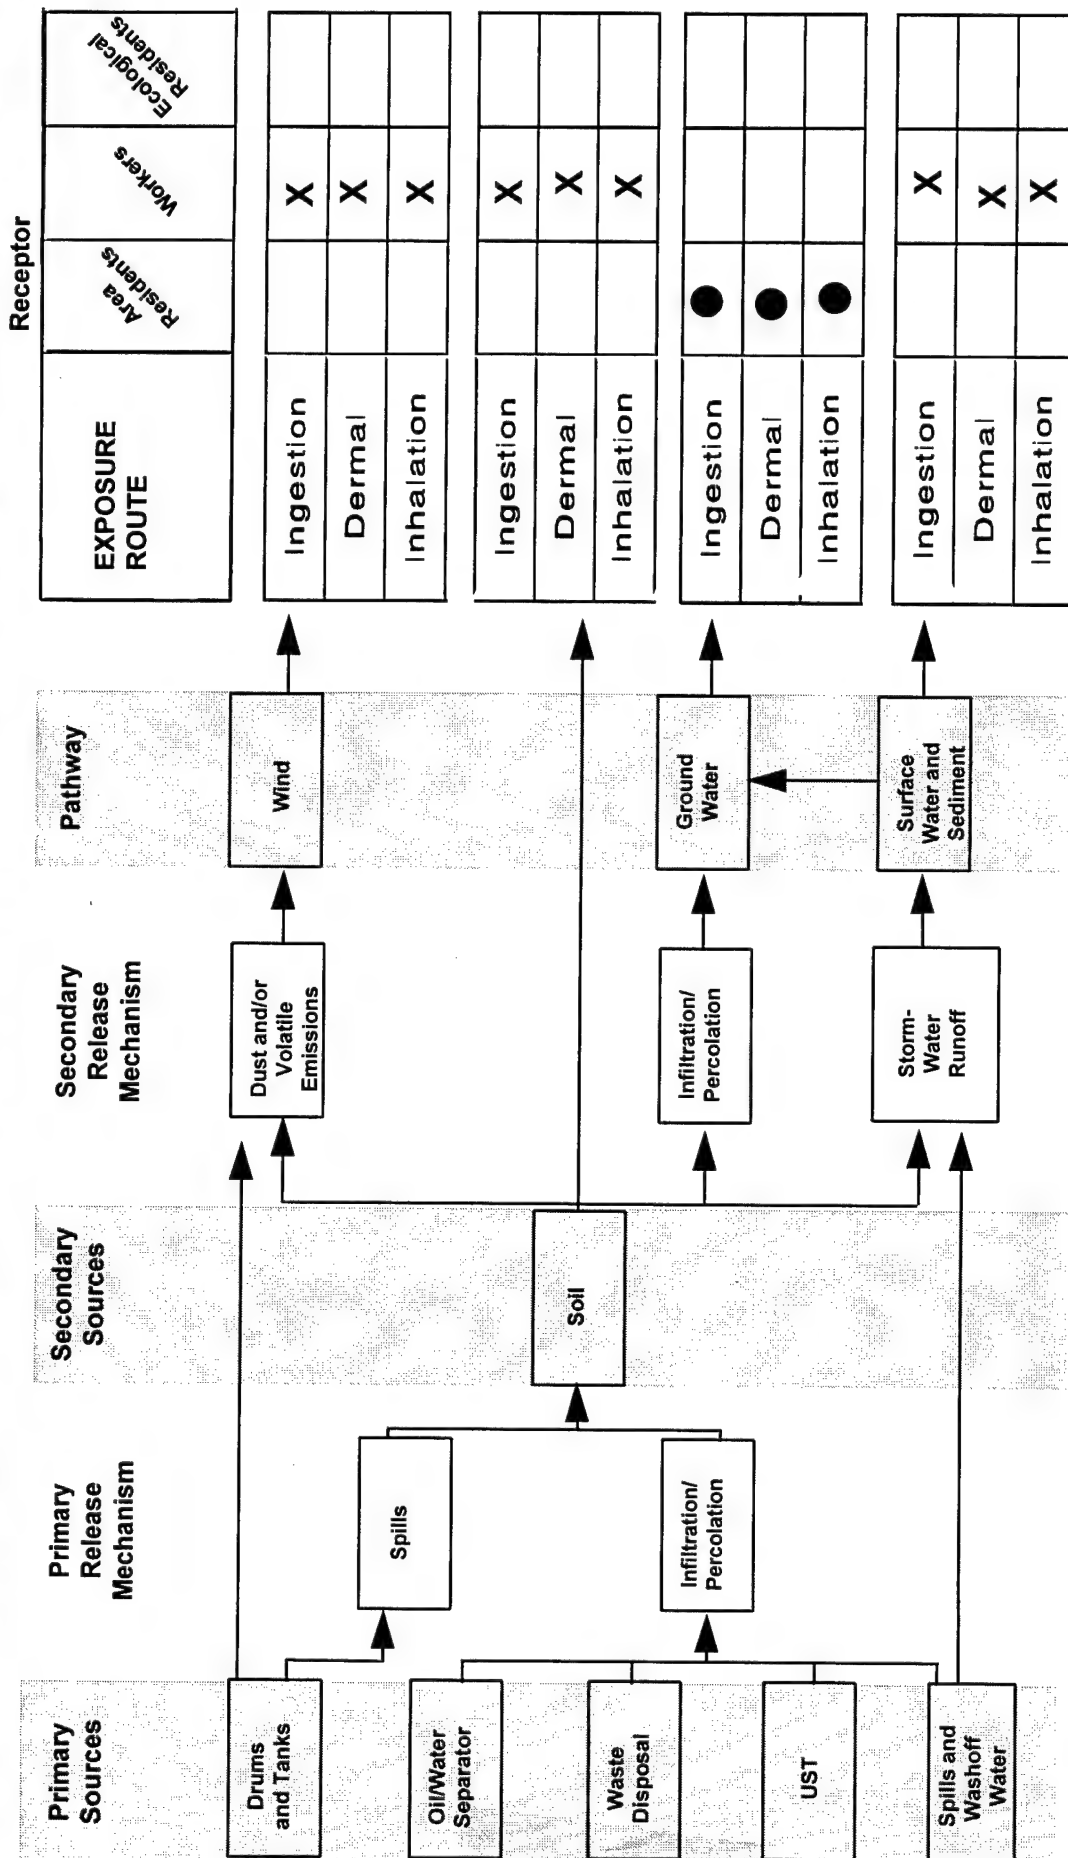 Receptor
EXPOSURE
ROUTE
Area
Residents
Workers
Ecological
Residents
Primary
Sources
Primary
Release
Mechanism
Secondary
Sources
Secondary
Release
Mechanism
Pathway
Drums
and Tanks
Oil/Water
Separator
Waste
Disposal
UST
Spills and
Washoff
Water
Spills
Infiltration/
Percolation
Soil
Dust and/or
Volatile
Emissions
Infiltration/
Percolation
Storm-
Water
Runoff
Wind
Ground
Water
Surface
Water and
Sediment
Ingestion X
Dermal X
Inhalation X
Ingestion X
Dermal X
Inhalation X
Ingestion ●
Dermal ●
Inhalation ●
Ingestion X
Dermal X
Inhalation X